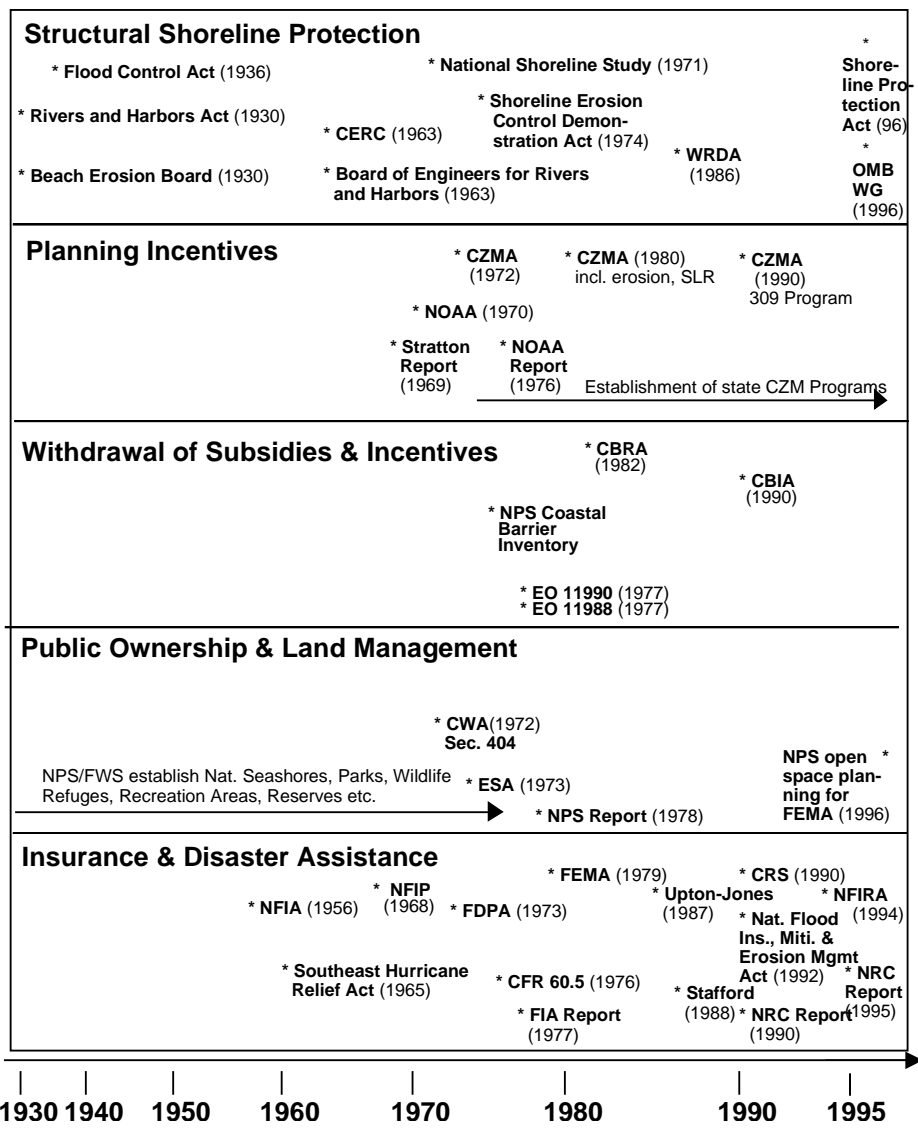 Structural Shoreline Protection
* Flood Control Act (1936)
* National Shoreline Study (1971)
*
Shore-
line Pro-
tection
Act (96)
* Rivers and Harbors Act (1930)
* Shoreline Erosion
Control Demon-
stration Act (1974)
* CERC (1963)
* WRDA
(1986)
* Beach Erosion Board (1930)
* Board of Engineers for Rivers
and Harbors (1963)
*
OMB
WG
(1996)
Planning Incentives
* CZMA
(1972)
* CZMA (1980)
incl. erosion, SLR
* CZMA
(1990)
309 Program
* NOAA (1970)
* Stratton
Report
(1969)
* NOAA
Report
(1976)
Establishment of state CZM Programs
Withdrawal of Subsidies & Incentives
* CBRA
(1982)
* CBIA
(1990)
* NPS Coastal
Barrier
Inventory
* EO 11990 (1977)
* EO 11988 (1977)
Public Ownership & Land Management
* CWA(1972)
Sec. 404
NPS/FWS establish Nat. Seashores, Parks, Wildlife
Refuges, Recreation Areas, Reserves etc.
* ESA (1973)
* NPS Report (1978)
NPS open *
space plan-
ning for
FEMA (1996)
Insurance & Disaster Assistance
* FEMA (1979)
* CRS (1990)
* NFIA (1956)
* NFIP
(1968)
* FDPA (1973)
* Upton-Jones
(1987)
* NFIRA
(1994)
* Nat. Flood
Ins., Miti. &
Erosion Mgmt
Act (1992)
* Southeast Hurricane
Relief Act (1965)
* CFR 60.5 (1976)
* Stafford
(1988)
* NRC
Report
(1995)
* FIA Report
(1977)
* NRC Report
(1990)
1930 1940 1950 1960 1970 1980 1990 1995